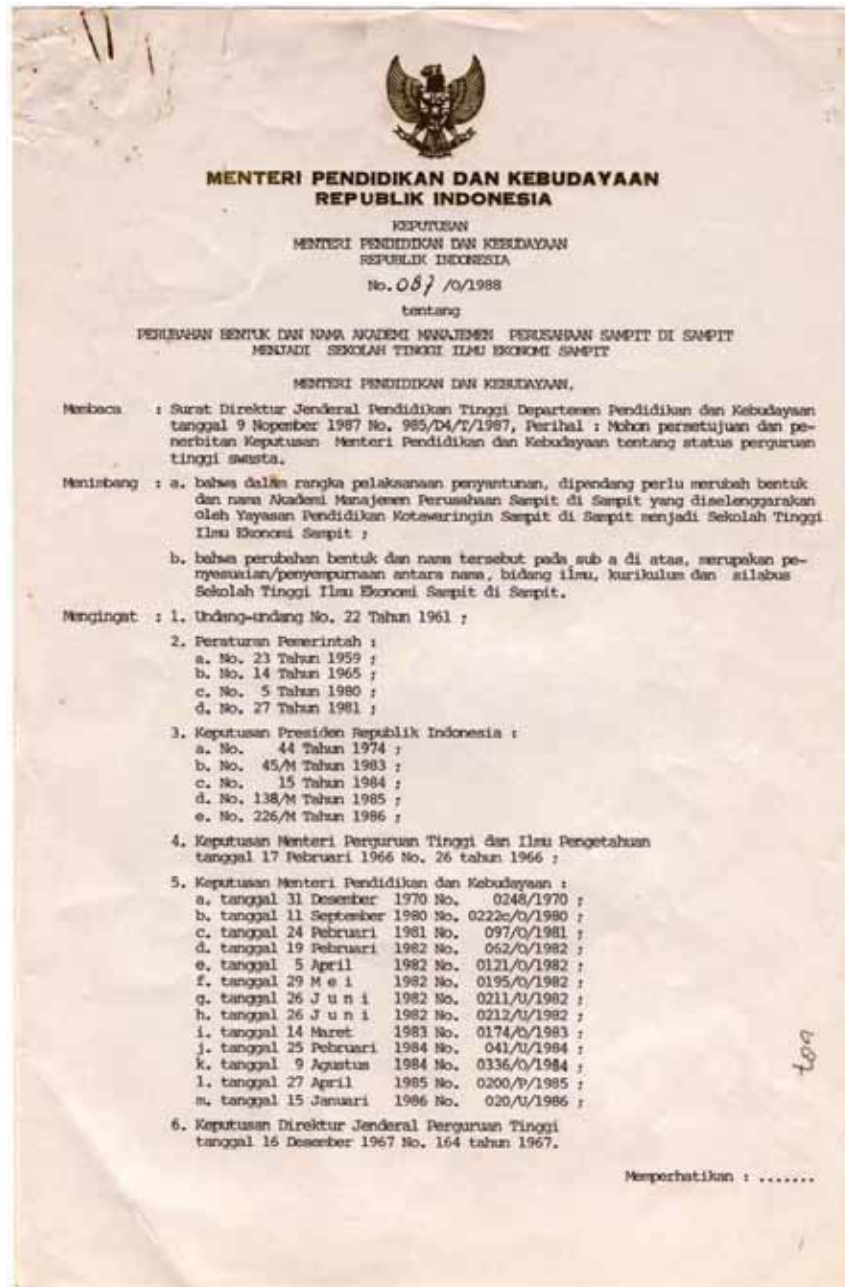 MENTERI PENDIDIKAN DAN KEBUDAYAAN
REPUBLIK INDONESIA
KEPUTUSAN
MENTERI PENDIDIKAN DAN KEBUDAYAAN
REPUBLIK INDONESIA
No. 087 /O/1988
tentang
PERUBAHAN BENTUK DAN NAMA AKADEMI MANAJEMEN PERUSAHAAN SAMPIT DI SAMPIT
MENJADI SEKOLAH TINGGI ILMU EKONOMI SAMPIT
MENTERI PENDIDIKAN DAN KEBUDAYAAN,
Membaca : Surat Direktur Jenderal Pendidikan Tinggi Departemen Pendidikan dan Kebudayaan
tanggal 9 Nopember 1987 No. 985/D4/T/1987, Perihal : Mohon persetujuan dan pe-
nerbitan Keputusan Menteri Pendidikan dan Kebudayaan tentang status perguruan
tinggi swasta.
Menimbang : a. bahwa dalam rangka pelaksanaan penyantunan, dipandang perlu merubah bentuk
dan nama Akademi Manajemen Perusahaan Sampit di Sampit yang diselenggarakan
oleh Yayasan Pendidikan Kotawaringin Sampit di Sampit menjadi Sekolah Tinggi
Ilmu Ekonomi Sampit ;
b. bahwa perubahan bentuk dan nama tersebut pada sub a di atas, merupakan pe-
nyesuaian/penyempurnaan antara nama, bidang ilmu, kurikulum dan silabus
Sekolah Tinggi Ilmu Ekonomi Sampit di Sampit.
Mengingat : 1. Undang-undang No. 22 Tahun 1961 ;
2. Peraturan Pemerintah :
a. No. 23 Tahun 1959 ;
b. No. 14 Tahun 1965 ;
c. No. 5 Tahun 1980 ;
d. No. 27 Tahun 1981 ;
3. Keputusan Presiden Republik Indonesia :
a. No. 44 Tahun 1974 ;
b. No. 45/M Tahun 1983 ;
c. No. 15 Tahun 1984 ;
d. No. 138/M Tahun 1985 ;
e. No. 226/M Tahun 1986 ;
4. Keputusan Menteri Perguruan Tinggi dan Ilmu Pengetahuan
tanggal 17 Pebruari 1966 No. 26 tahun 1966 ;
5. Keputusan Menteri Pendidikan dan Kebudayaan :
a. tanggal 31 Desember 1970 No. 0248/1970 ;
b. tanggal 11 September 1980 No. 0222c/O/1980 ;
c. tanggal 24 Pebruari 1981 No. 097/O/1981 ;
d. tanggal 19 Pebruari 1982 No. 062/O/1982 ;
e. tanggal 5 April 1982 No. 0121/O/1982 ;
f. tanggal 29 M e i 1982 No. 0195/O/1982 ;
g. tanggal 26 J u n i 1982 No. 0211/U/1982 ;
h. tanggal 26 J u n i 1982 No. 0212/U/1982 ;
i. tanggal 14 Maret 1983 No. 0174/O/1983 ;
j. tanggal 25 Pebruari 1984 No. 041/U/1984 ;
k. tanggal 9 Agustus 1984 No. 0336/O/1984 ;
l. tanggal 27 April 1985 No. 0200/P/1985 ;
m. tanggal 15 Januari 1986 No. 020/U/1986 ;
6. Keputusan Direktur Jenderal Perguruan Tinggi
tanggal 16 Desember 1967 No. 164 tahun 1967.
Memperhatikan : .......